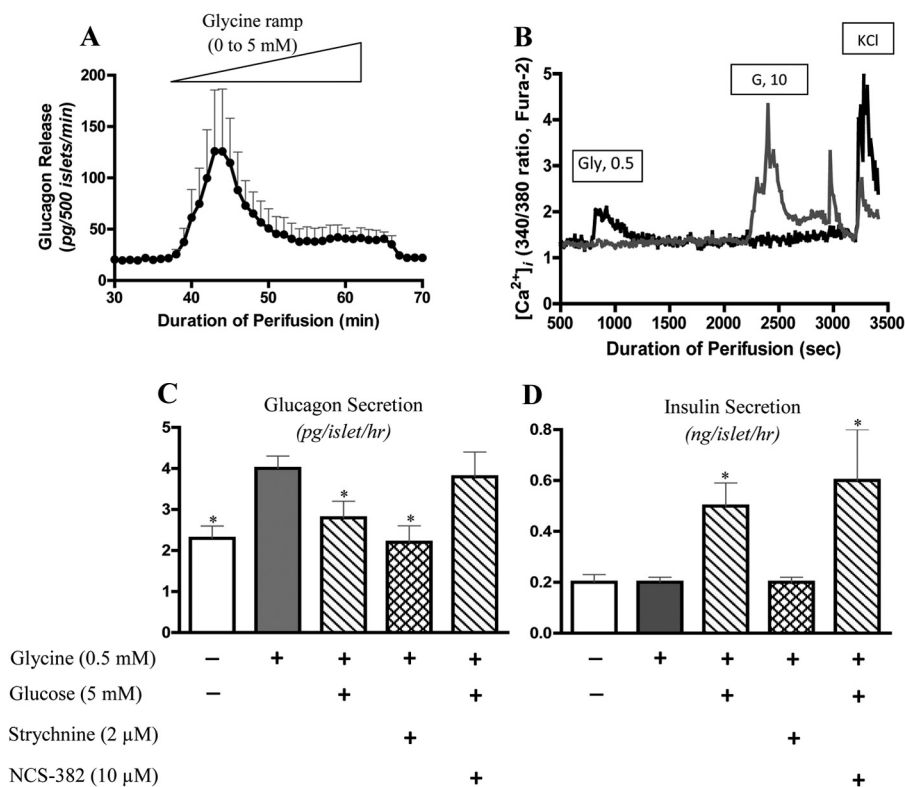 A
Glycine ramp
(0 to 5 mM)
Glucagon Release
(pg/500 islets/min)
200
150
100
50
0
30 40 50 60 70
Duration of Perifusion (min)
B
Gly, 0.5
G, 10
KCl
[Ca2+]i (340/380 ratio, Fura-2)
5
4
3
2
1
0
500 1000 1500 2000 2500 3000 3500
Duration of Perifusion (sec)
C
Glucagon Secretion
(pg/islet/hr)
5
4
3
2
1
0
* * *
D
Insulin Secretion
(ng/islet/hr)
0.8
0.6
0.4
0.2
0.0
* *
Glycine (0.5 mM) – + + + + – + + + +
Glucose (5 mM) – + + – + +
Strychnine (2 µM) + +
NCS-382 (10 µM) + +